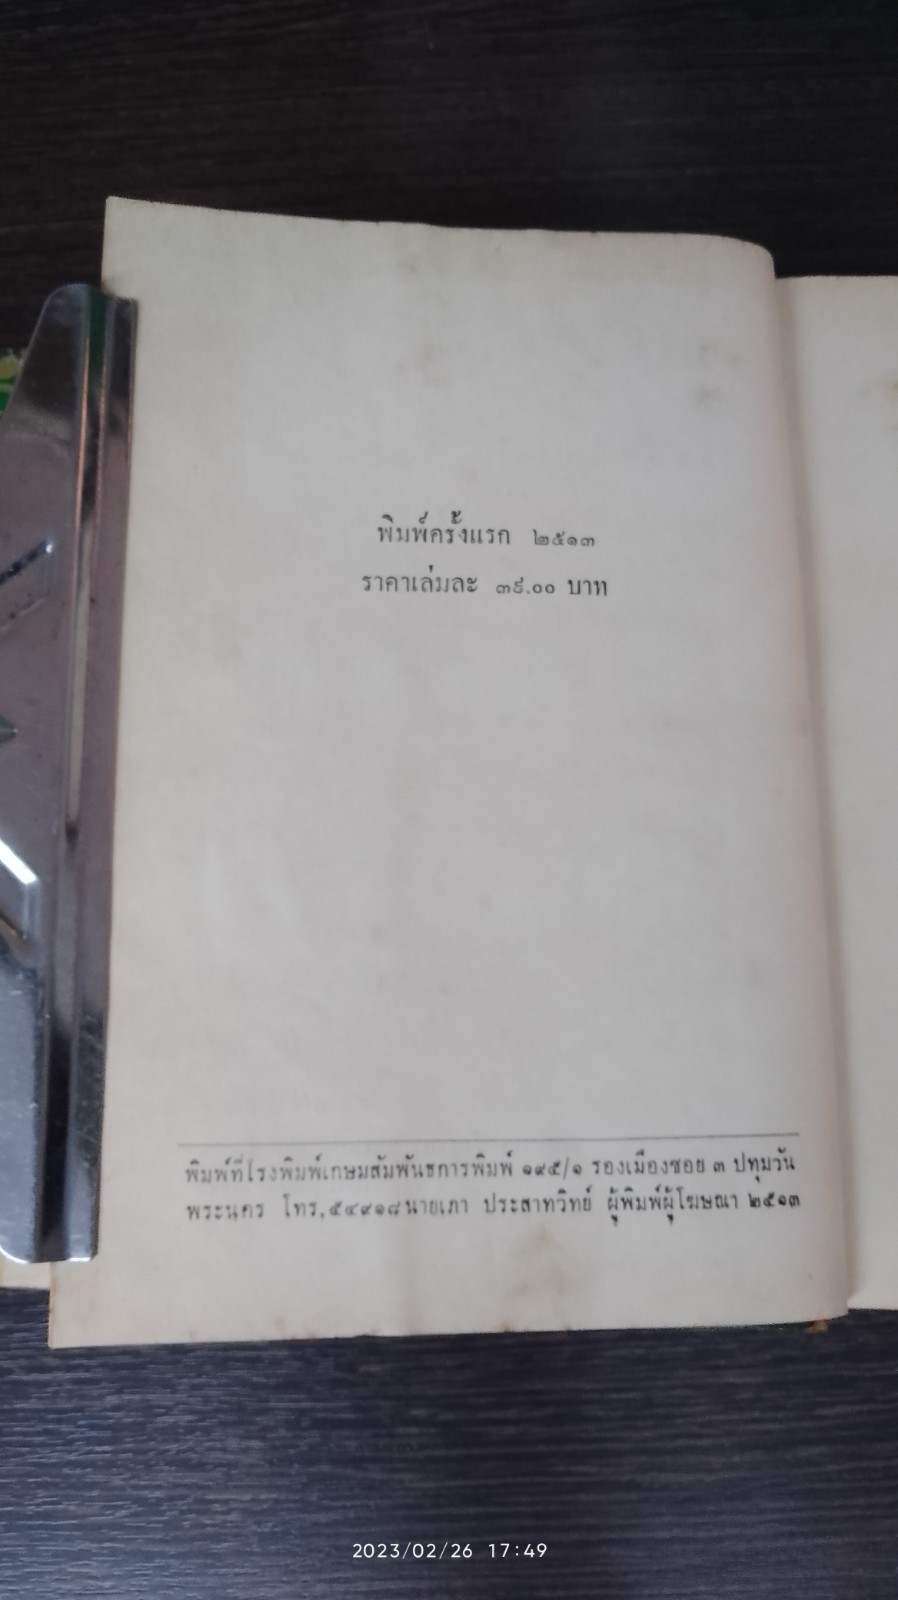 พิมพ์ครั้งแรก ๒๕๑๓
ราคาเล่มละ ๓๙.๐๐ บาท
พิมพ์ที่โรงพิมพ์เกษมสัมพันธการพิมพ์ ๑๙๕/๑ รองเมืองซอย ๓ ปทุมวัน
พระนคร โทร,๕๔๙๑๘ นายเภา ประสาทวิทย์ ผู้พิมพ์ผู้โฆษณา ๒๕๑๓
2023/02/26 17:49